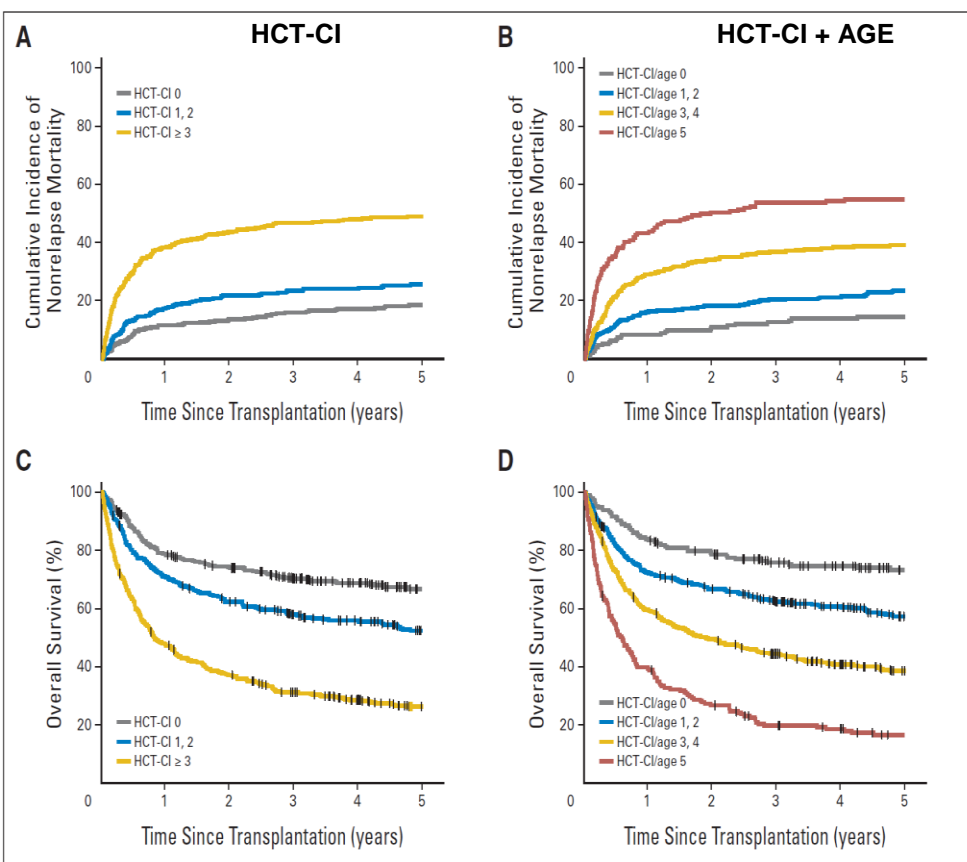 A
HCT-CI
Cumulative Incidence of
Nonrelapse Mortality
100
80
60
40
20
0
1
2
3
4
5
HCT-CI 0
HCT-CI 1, 2
HCT-CI ≥ 3
Time Since Transplantation (years)
B
HCT-CI + AGE
Cumulative Incidence of
Nonrelapse Mortality
100
80
60
40
20
0
1
2
3
4
5
HCT-CI/age 0
HCT-CI/age 1, 2
HCT-CI/age 3, 4
HCT-CI/age 5
Time Since Transplantation (years)
C
Overall Survival (%)
100
80
60
40
20
0
1
2
3
4
5
HCT-CI 0
HCT-CI 1, 2
HCT-CI ≥ 3
Time Since Transplantation (years)
D
Overall Survival (%)
100
80
60
40
20
0
1
2
3
4
5
HCT-CI/age 0
HCT-CI/age 1, 2
HCT-CI/age 3, 4
HCT-CI/age 5
Time Since Transplantation (years)